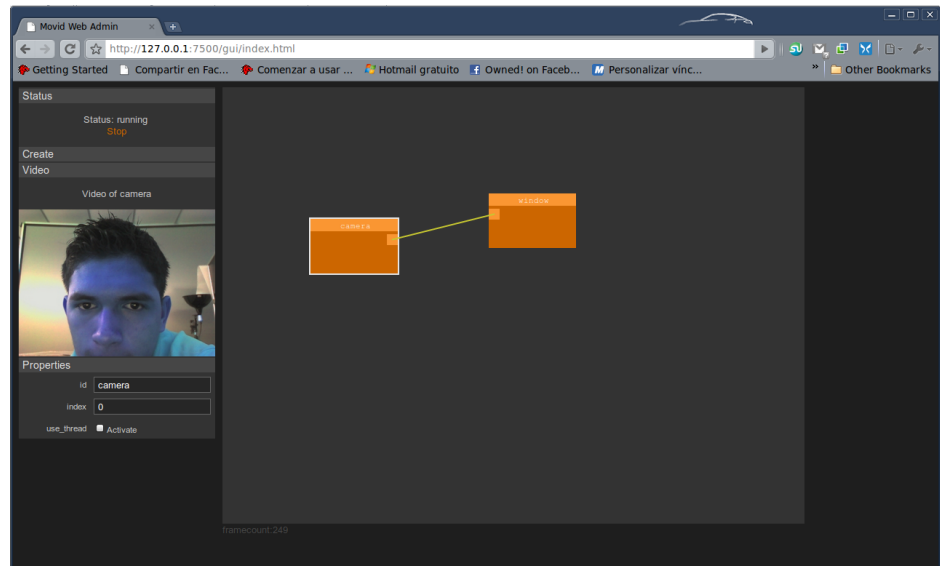 Movid Web Admin
http://127.0.0.1:7500/gui/index.html
Getting Started Compartir en Fac... Comenzar a usar ... Hotmail gratuito Owned! on Faceb... Personalizar vínc... » Other Bookmarks
Status
Status: running
Stop
Create
Video
Video of camera
camera
window
Properties
id camera
index 0
use_thread Activate
framecount:249